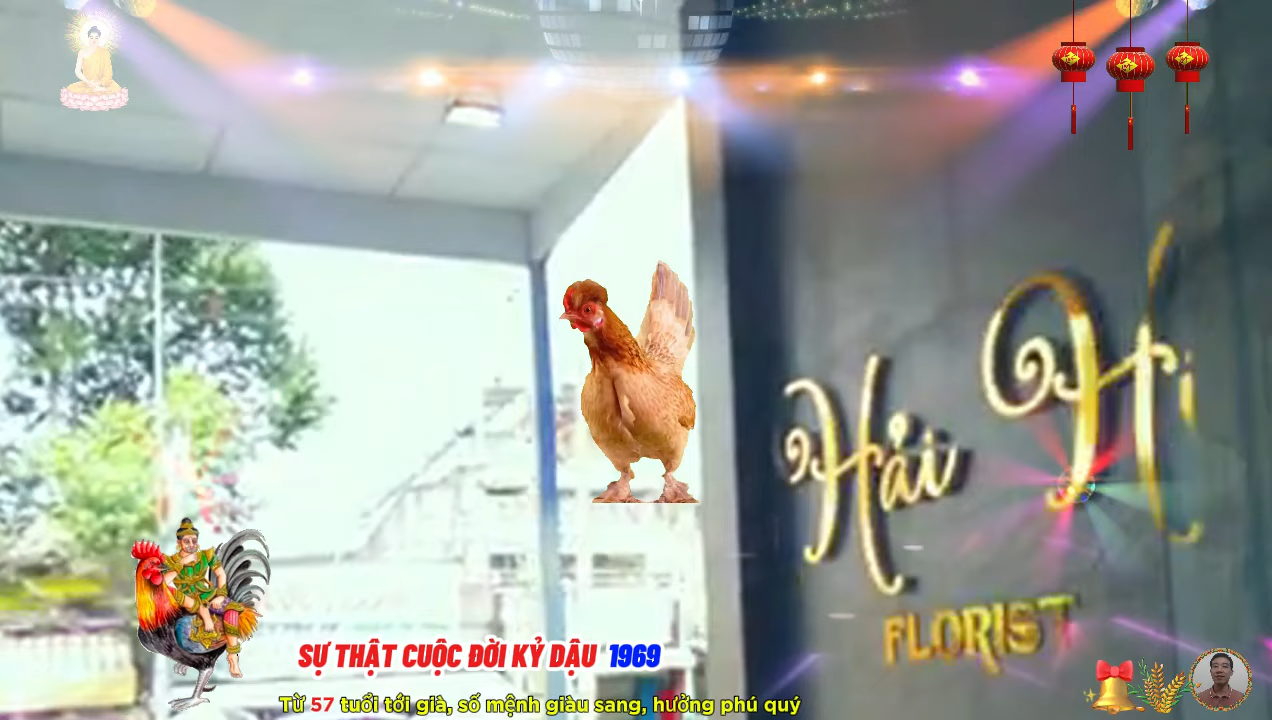 Hải Hí
FLORIST
SỰ THẬT CUỘC ĐỜI KỶ DẬU 1969
Từ 57 tuổi tới già, số mệnh giàu sang, hưởng phú quý